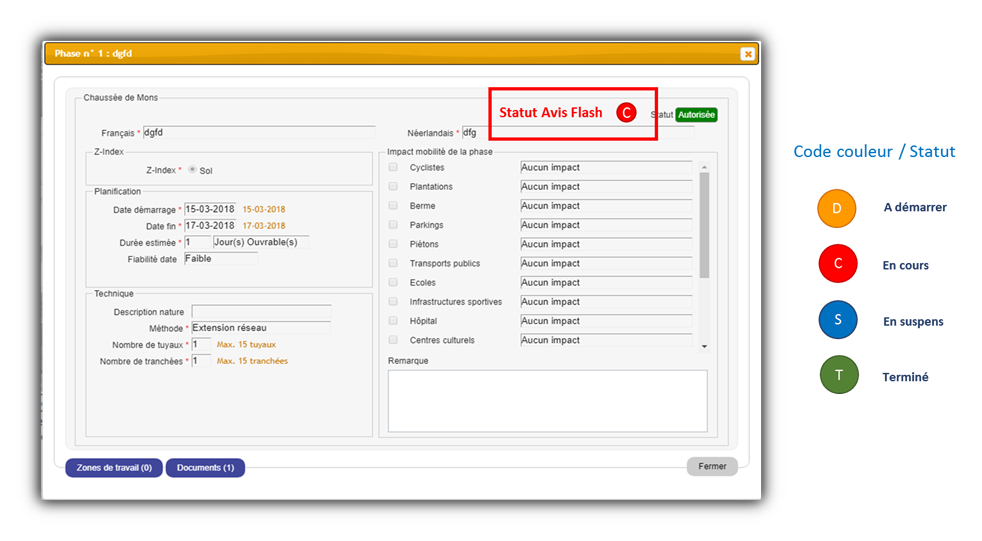 Phase n° 1 : dgfd
Chaussée de Mons
Statut Avis Flash C
Statut Autorisée
Français * dgfd
Néerlandais * dfg
Z-Index
Z-Index * Sol
Planification
Date démarrage * 15-03-2018 15-03-2018
Date fin * 17-03-2018 17-03-2018
Durée estimée * 1 Jour(s) Ouvrable(s)
Fiabilité date Faible
Technique
Description nature
Méthode * Extension réseau
Nombre de tuyaux * 1 Max. 15 tuyaux
Nombre de tranchées * 1 Max. 15 tranchées
Impact mobilité de la phase
Cyclistes Aucun impact
Plantations Aucun impact
Berme Aucun impact
Parkings Aucun impact
Piétons Aucun impact
Transports publics Aucun impact
Ecoles Aucun impact
Infrastructures sportives Aucun impact
Hôpital Aucun impact
Centres culturels Aucun impact
Remarque
Zones de travail (0)
Documents (1)
Fermer
Code couleur / Statut
D A démarrer
C En cours
S En suspens
T Terminé